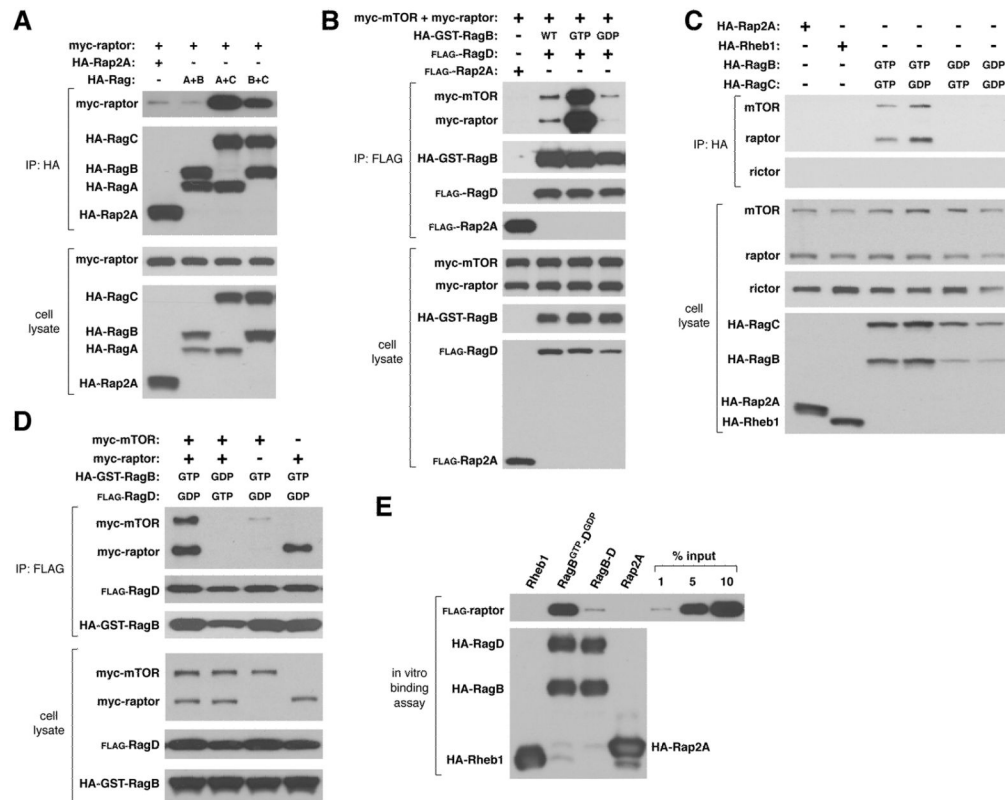 A
myc-raptor: + + + +
HA-Rap2A: + - - -
HA-Rag: - A+B A+C B+C
IP: HA
myc-raptor
HA-RagC
HA-RagB
HA-RagA
HA-Rap2A
cell
lysate
myc-raptor
HA-RagC
HA-RagB
HA-RagA
HA-Rap2A
B
myc-mTOR + myc-raptor: + + + +
HA-GST-RagB: - WT GTP GDP
FLAG-RagD: - + + +
FLAG-Rap2A: + - - -
IP: FLAG
myc-mTOR
myc-raptor
HA-GST-RagB
FLAG-RagD
FLAG-Rap2A
cell
lysate
myc-mTOR
myc-raptor
HA-GST-RagB
FLAG-RagD
FLAG-Rap2A
C
HA-Rap2A: + - - - - -
HA-Rheb1: - + - - - -
HA-RagB: - - GTP GTP GDP GDP
HA-RagC: - - GTP GDP GTP GDP
IP: HA
mTOR
raptor
rictor
cell
lysate
mTOR
raptor
rictor
HA-RagC
HA-RagB
HA-Rap2A
HA-Rheb1
D
myc-mTOR: + + + -
myc-raptor: + + - +
HA-GST-RagB: GTP GDP GTP GTP
FLAG-RagD: GDP GTP GDP GDP
IP: FLAG
myc-mTOR
myc-raptor
FLAG-RagD
HA-GST-RagB
cell
lysate
myc-mTOR
myc-raptor
FLAG-RagD
HA-GST-RagB
E
Rheb1 RagB^GTP-D^GDP RagB-D Rap2A
% input
1 5 10
in vitro
binding
assay
FLAG-raptor
HA-RagD
HA-RagB
HA-Rheb1
HA-Rap2A